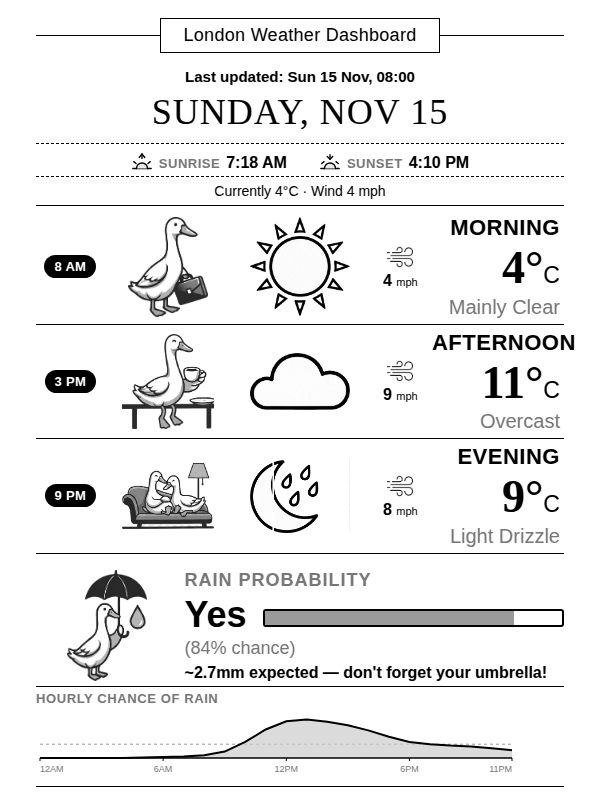 London Weather Dashboard
Last updated: Sun 15 Nov, 08:00
SUNDAY, NOV 15
SUNRISE 7:18 AM SUNSET 4:10 PM
Currently 4°C · Wind 4 mph
MORNING
8 AM
4 mph
4°C
Mainly Clear
AFTERNOON
3 PM
9 mph
11°C
Overcast
EVENING
9 PM
8 mph
9°C
Light Drizzle
RAIN PROBABILITY
Yes
(84% chance)
~2.7mm expected — don't forget your umbrella!
HOURLY CHANCE OF RAIN
12AM 6AM 12PM 6PM 11PM